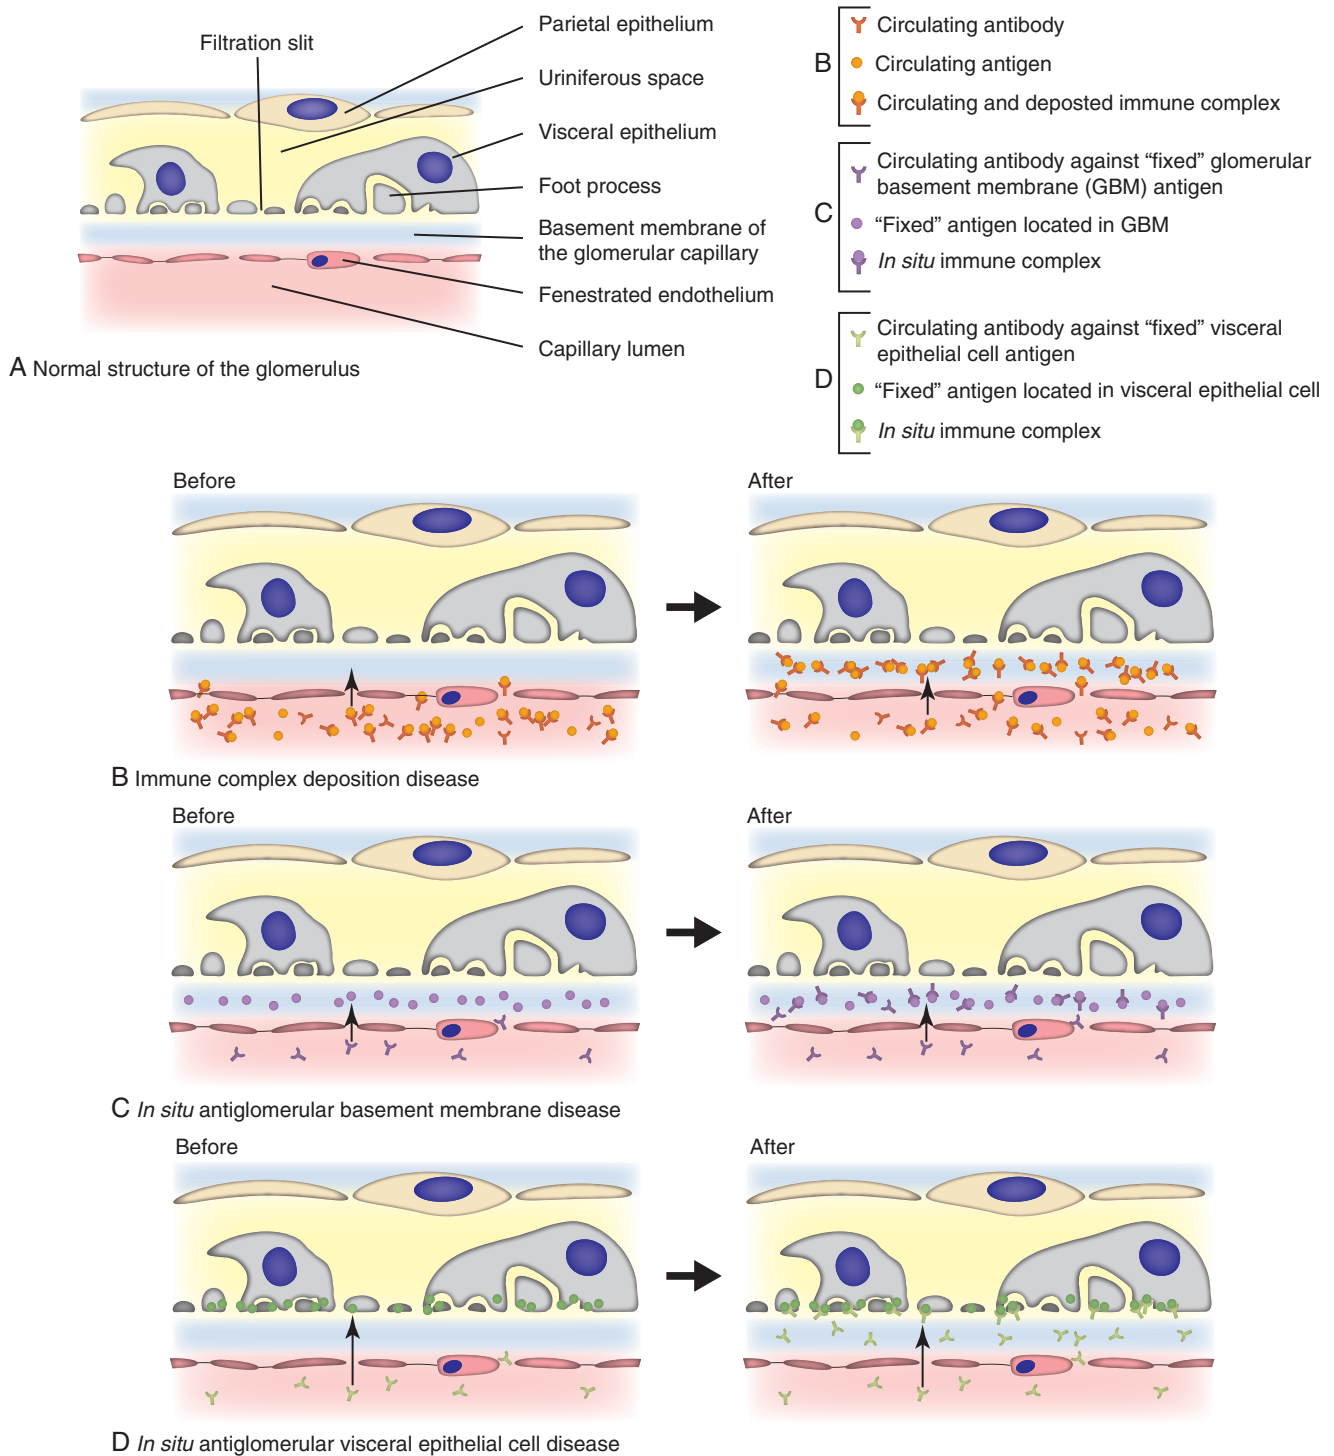 Filtration slit
Parietal epithelium
Uriniferous space
Visceral epithelium
Foot process
Basement membrane of
the glomerular capillary
Fenestrated endothelium
Capillary lumen
A Normal structure of the glomerulus
B
Circulating antibody
Circulating antigen
Circulating and deposted immune complex
C
Circulating antibody against “fixed” glomerular
basement membrane (GBM) antigen
“Fixed” antigen located in GBM
In situ immune complex
D
Circulating antibody against “fixed” visceral
epithelial cell antigen
“Fixed” antigen located in visceral epithelial cell
In situ immune complex
Before
After
B Immune complex deposition disease
Before
After
C In situ antiglomerular basement membrane disease
Before
After
D In situ antiglomerular visceral epithelial cell disease